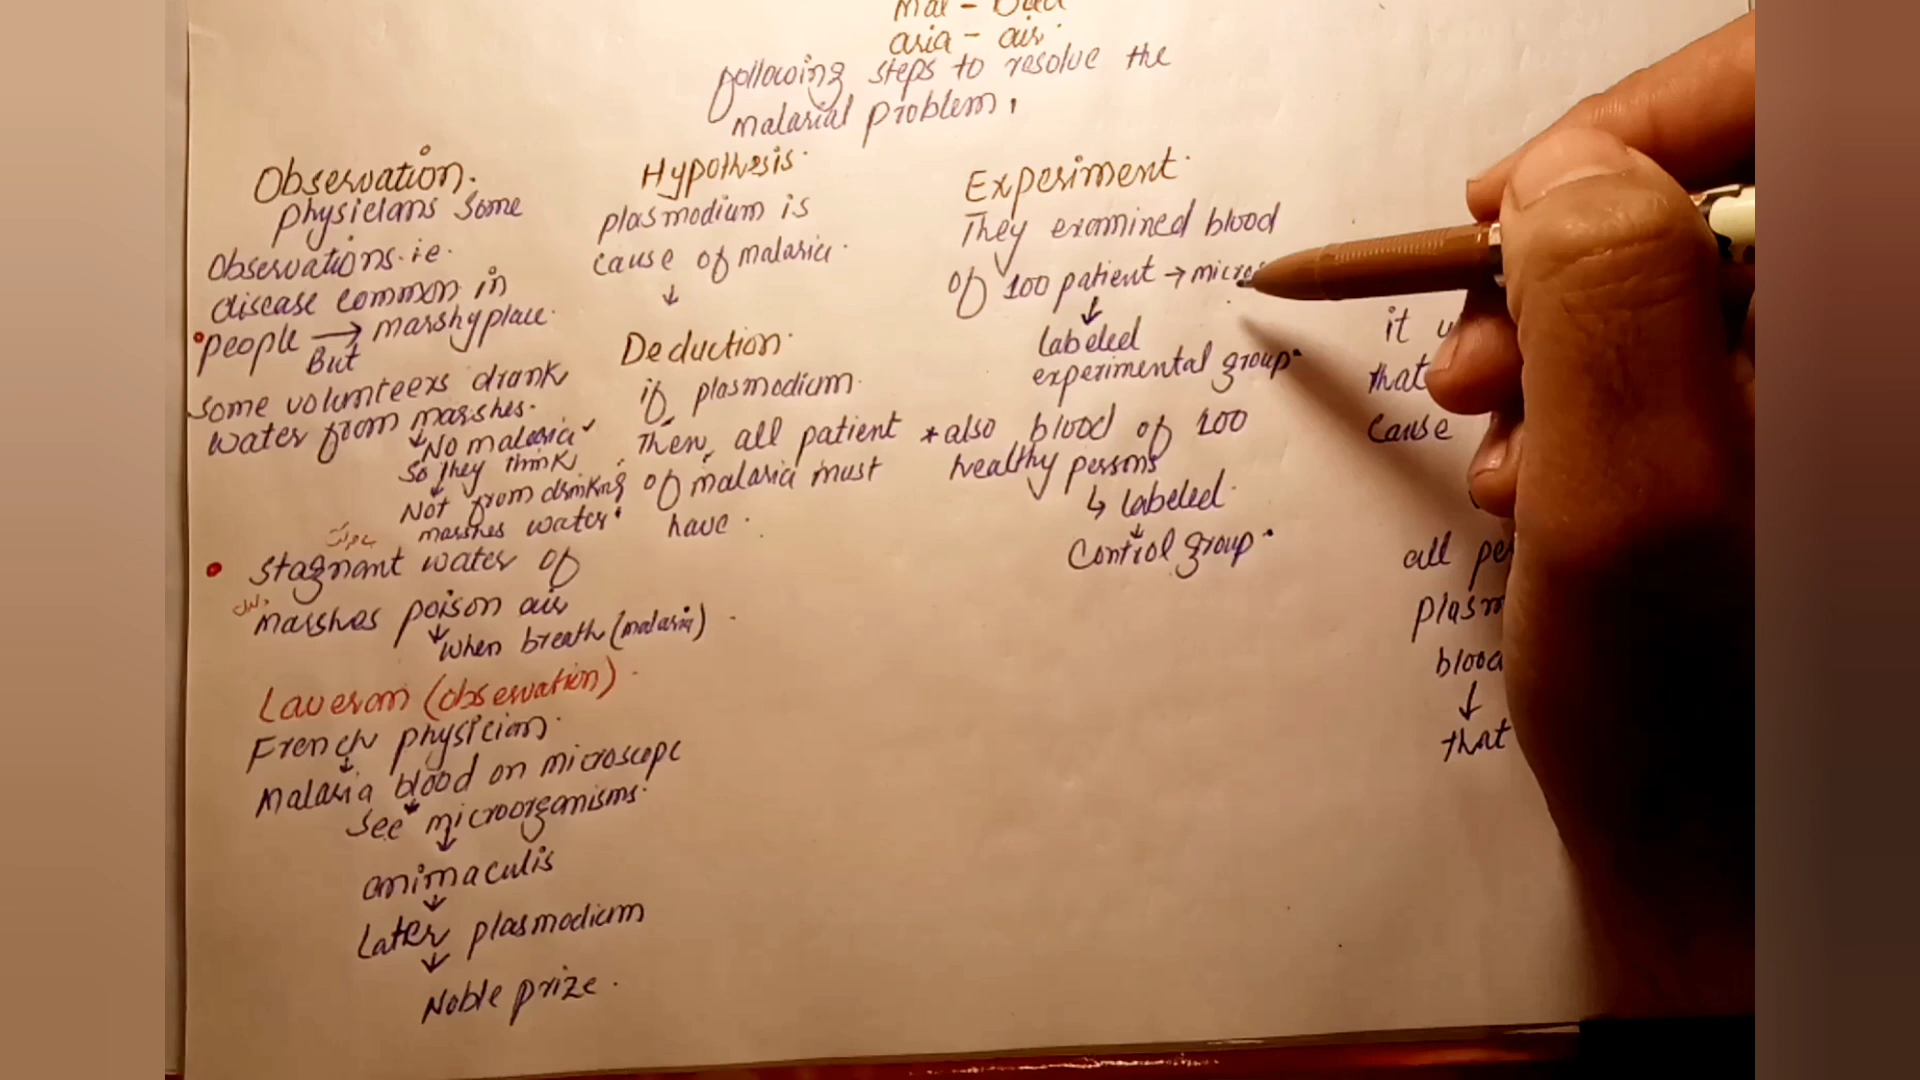 Mal - Bad
aria - air.
following steps to resolve the
malarial problem.
Observation.
physicians some
Observations. i.e.
disease common in
people → marshy place.
But
Some volunteers drank
water from marshes.
↓ No malaria
So they think
↓
Not from drinking
marshes water.
Stagnant water of
marshes poison air
↓ when breath (malaria)
Laveran (observation)
French physician.
↓
Malaria blood on microscope
↓
See microorganisms.
↓
animaculis
↓
Later plasmodium
↓
Noble prize.
Hypothesis.
plasmodium is
cause of malaria.
↓
Deduction.
if plasmodium.
Then, all patient
of malaria must
have.
Experiment.
They examined blood
of 100 patient → micros
↓
labeled
experimental group.
* also blood of 100
healthy persons
↳ labeled.
↓
Control group.
it
that
cause
all
blood
↓
that